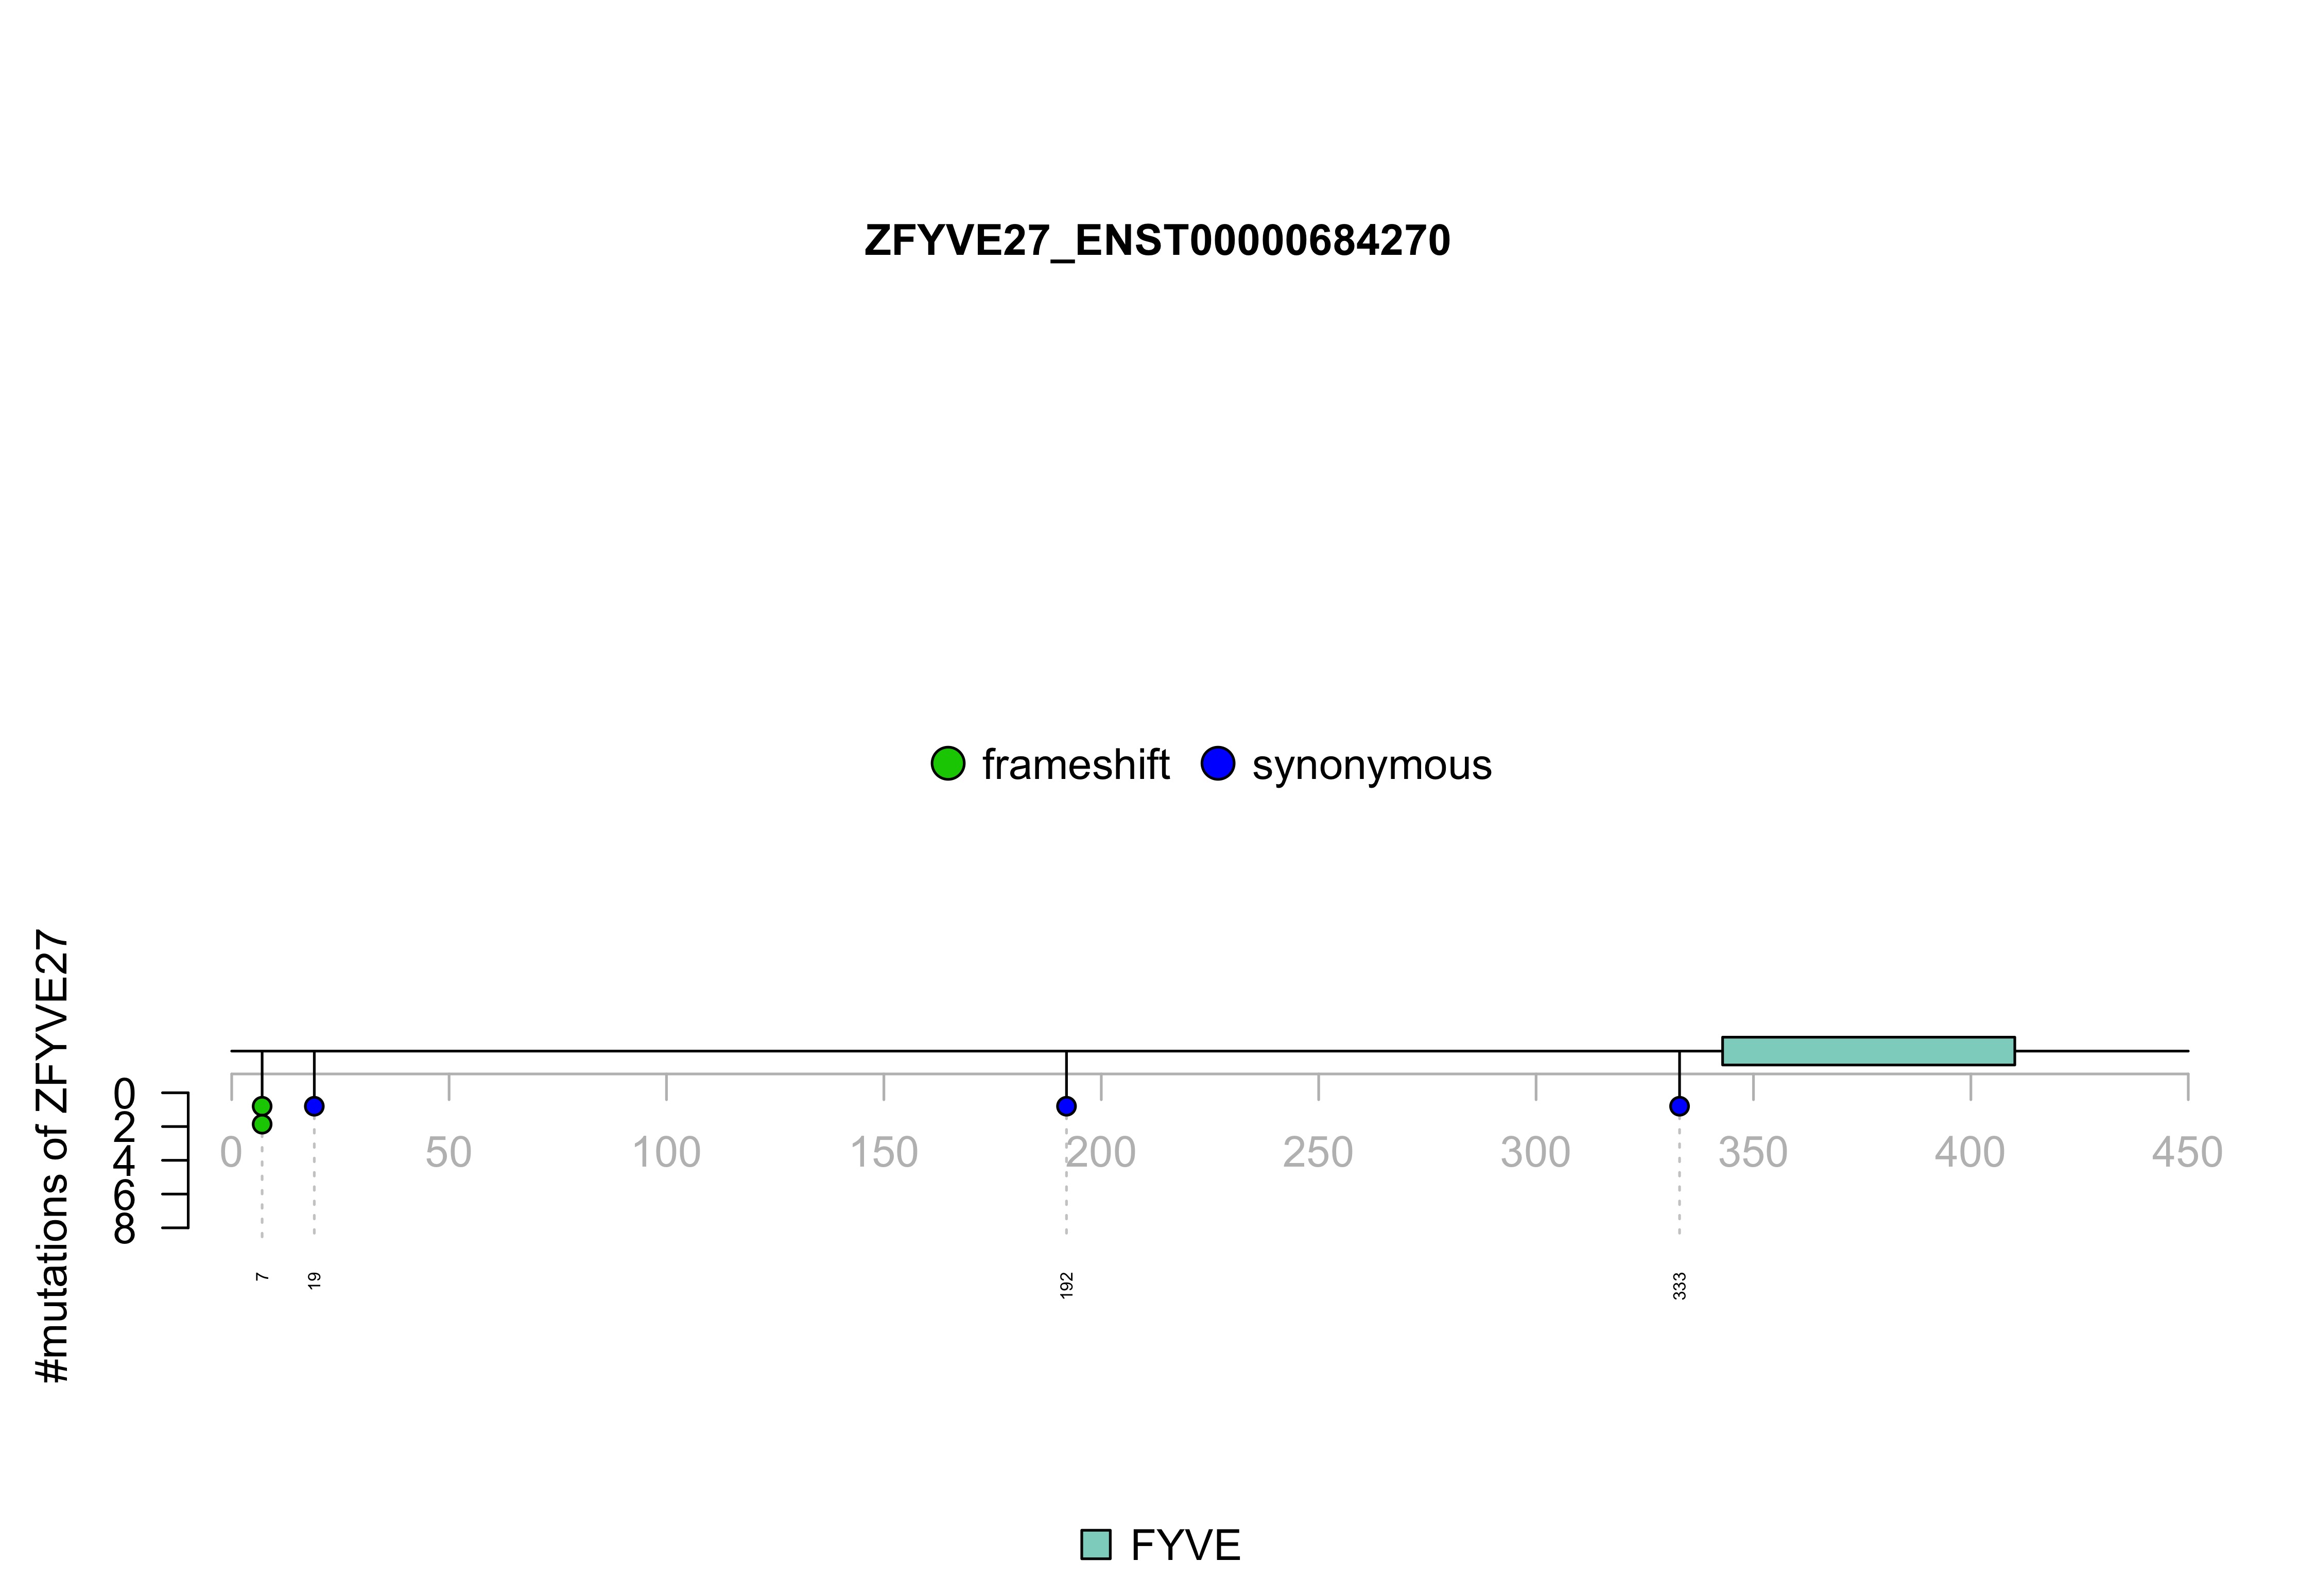 ZFYVE27_ENST00000684270
frameshift synonymous
#mutations of ZFYVE27
0
2
4
6
8
0 50 100 150 200 250 300 350 400 450
7 19 192 333
FYVE